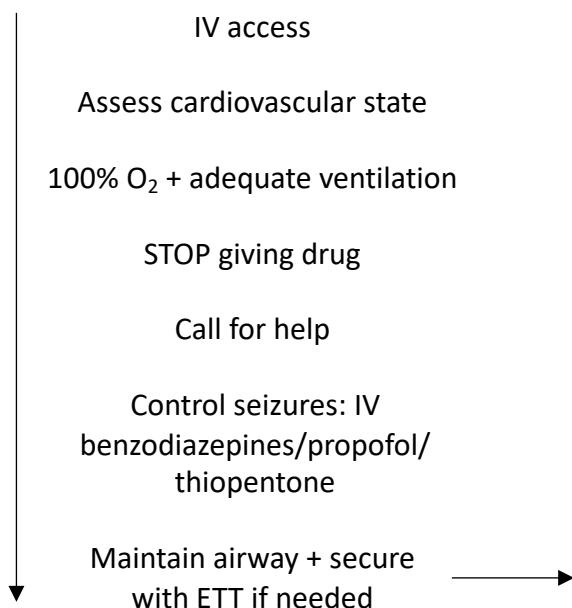 IV access
Assess cardiovascular state
100% O₂ + adequate ventilation
STOP giving drug
Call for help
Control seizures: IV
benzodiazepines/propofol/
thiopentone
Maintain airway + secure
with ETT if needed